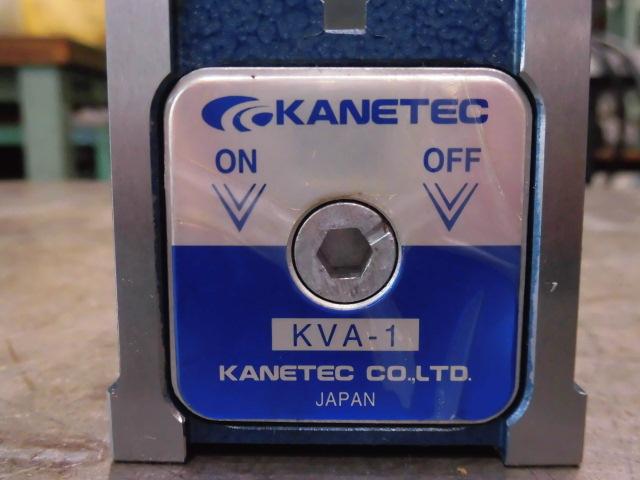 KANETEC
ON OFF
KVA-1
KANETEC CO.,LTD.
JAPAN